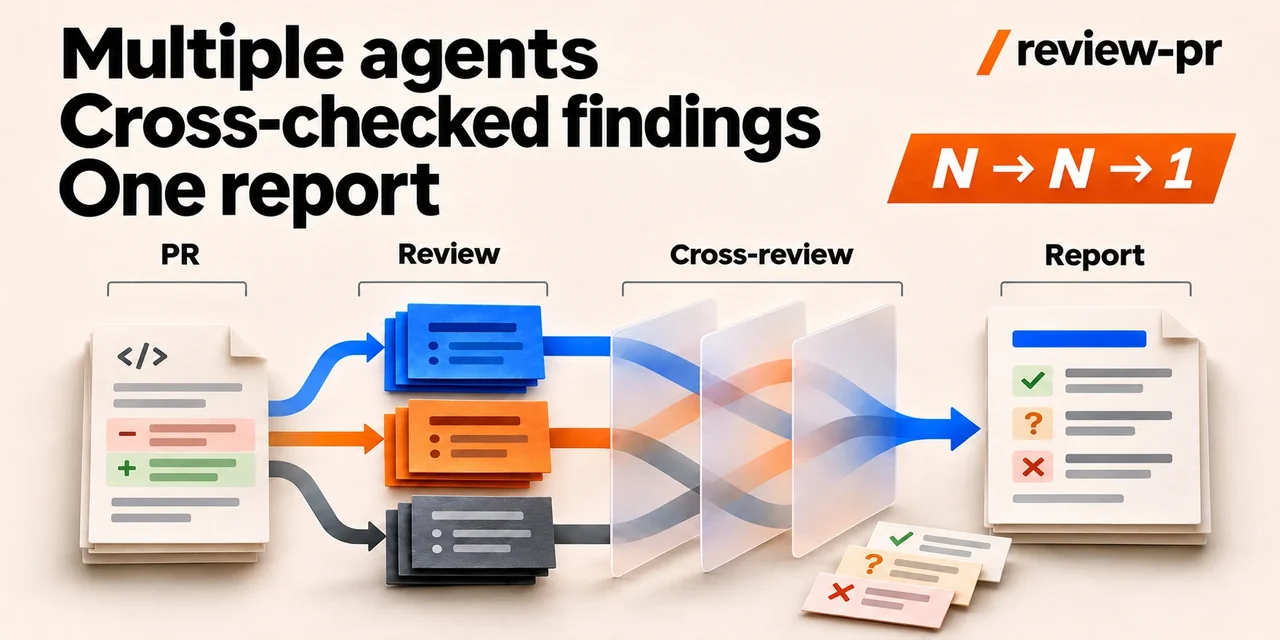 Multiple agents
Cross-checked findings
One report
/review-pr
N → N → 1
PR
Review
Cross-review
Report
</>
−
+
✓
?
✗
✓
?
✗